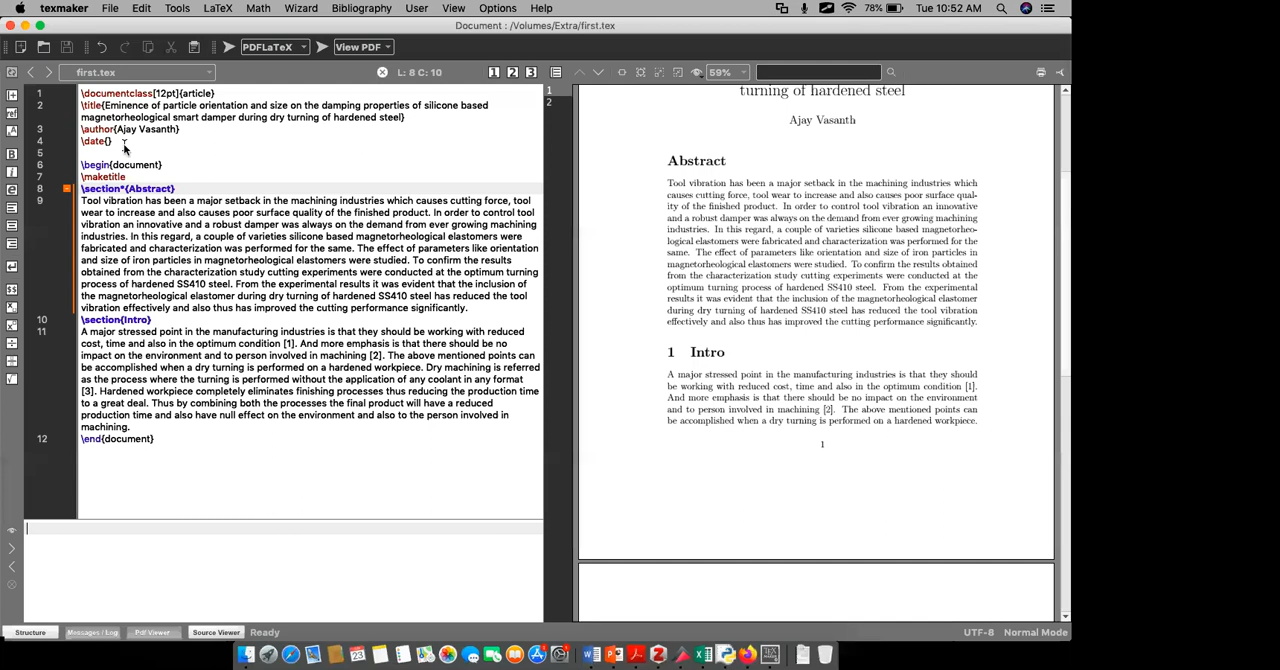 texmaker File Edit Tools LaTeX Math Wizard Bibliography User View Options Help 78% Tue 10:52 AM
Document : /Volumes/Extra/first.tex
PDFLaTeX View PDF
first.tex L: 8 C: 10 1 2 3 59%
1 \documentclass[12pt]{article}
2 \title{Eminence of particle orientation and size on the damping properties of silicone based
magnetorheological smart damper during dry turning of hardened steel}
3 \author{Ajay Vasanth}
4 \date{}
5
6 \begin{document}
7 \maketitle
8 \section*{Abstract}
9 Tool vibration has been a major setback in the machining industries which causes cutting force, tool
wear to increase and also causes poor surface quality of the finished product. In order to control tool
vibration an innovative and a robust damper was always on the demand from ever growing machining
industries. In this regard, a couple of varieties silicone based magnetorheological elastomers were
fabricated and characterization was performed for the same. The effect of parameters like orientation
and size of iron particles in magnetorheological elastomers were studied. To confirm the results
obtained from the characterization study cutting experiments were conducted at the optimum turning
process of hardened SS410 steel. From the experimental results it was evident that the inclusion of
the magnetorheological elastomer during dry turning of hardened SS410 steel has reduced the tool
vibration effectively and also thus has improved the cutting performance significantly.
10 \section{Intro}
11 A major stressed point in the manufacturing industries is that they should be working with reduced
cost, time and also in the optimum condition [1]. And more emphasis is that there should be no
impact on the environment and to person involved in machining [2]. The above mentioned points can
be accomplished when a dry turning is performed on a hardened workpiece. Dry machining is referred
as the process where the turning is performed without the application of any coolant in any format
[3]. Hardened workpiece completely eliminates finishing processes thus reducing the production time
to a great deal. Thus by combining both the processes the final product will have a reduced
production time and also have null effect on the environment and also to the person involved in
machining.
12 \end{document}
1
2
turning of hardened steel
Ajay Vasanth
Abstract
Tool vibration has been a major setback in the machining industries which
causes cutting force, tool wear to increase and also causes poor surface qual-
ity of the finished product. In order to control tool vibration an innovative
and a robust damper was always on the demand from ever growing machining
industries. In this regard, a couple of varieties silicone based magnetorheo-
logical elastomers were fabricated and characterization was performed for the
same. The effect of parameters like orientation and size of iron particles in
magnetorheological elastomers were studied. To confirm the results obtained
from the characterization study cutting experiments were conducted at the
optimum turning process of hardened SS410 steel. From the experimental
results it was evident that the inclusion of the magnetorheological elastomer
during dry turning of hardened SS410 steel has reduced the tool vibration
effectively and also thus has improved the cutting performance significantly.
1 Intro
A major stressed point in the manufacturing industries is that they should
be working with reduced cost, time and also in the optimum condition [1].
And more emphasis is that there should be no impact on the environment
and to person involved in machining [2]. The above mentioned points can
be accomplished when a dry turning is performed on a hardened workpiece.
1
Structure Messages / Log Pdf Viewer Source Viewer Ready UTF-8 Normal Mode